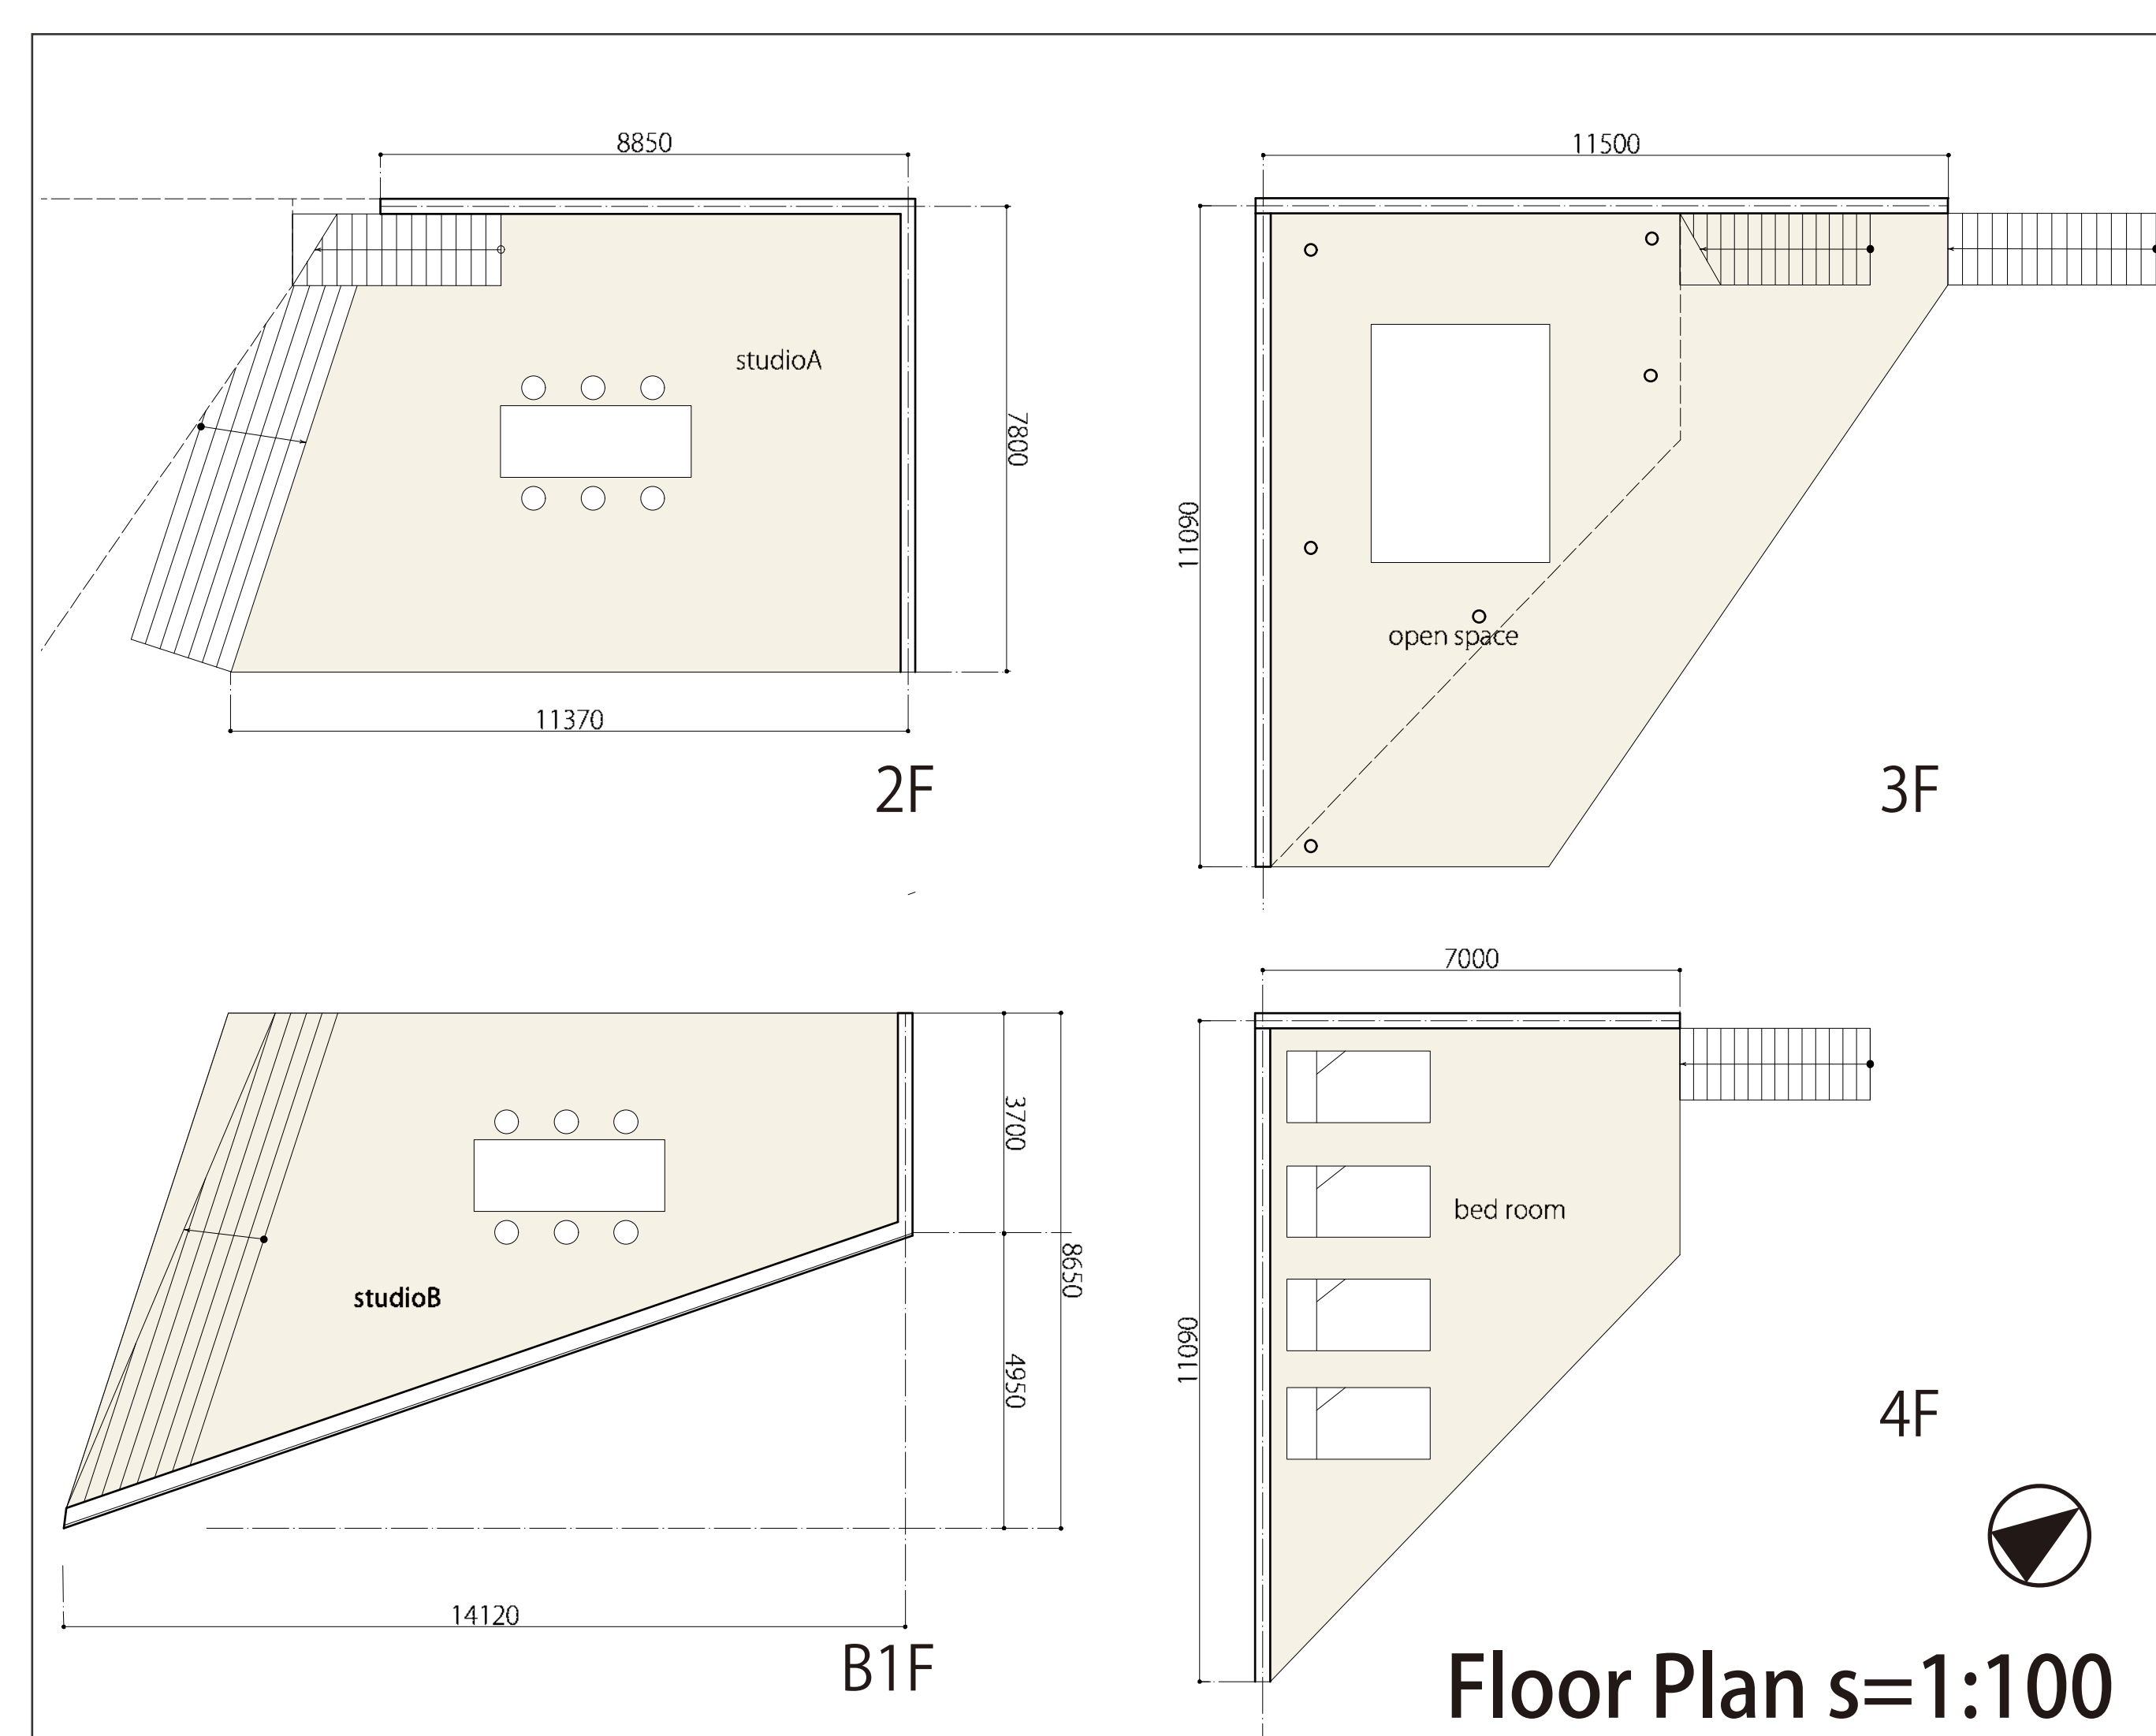 8850
studioA
7800
11370
2F
11500
11090
open space
3F
3700
8650
studioB
4950
14120
B1F
7000
bed room
11090
4F
Floor Plan s=1:100